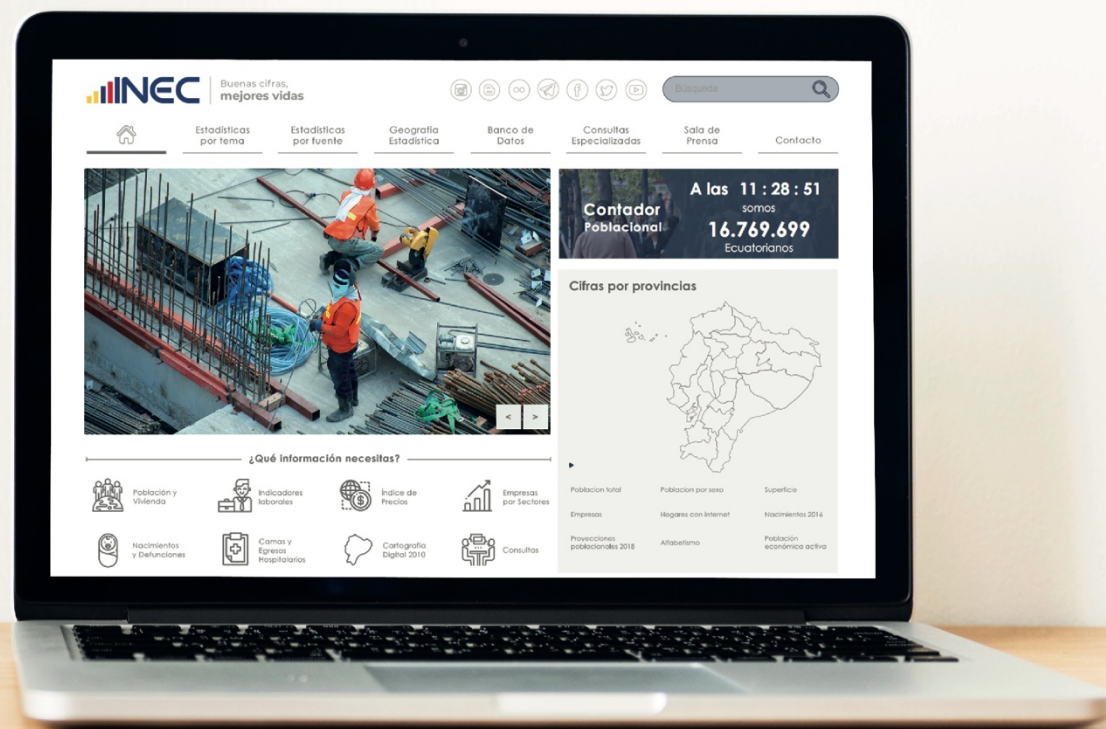 INEC
Buenas cifras,
mejores vidas
Búsqueda
Estadísticas
por tema
Estadísticas
por fuente
Geografía
Estadística
Banco de
Datos
Consultas
Especializadas
Sala de
Prensa
Contacto
Contador
Poblacional
A las 11 : 28 : 51
somos
16.769.699
Ecuatorianos
Cifras por provincias
< >
¿Qué información necesitas?
Población y
Vivienda
Indicadores
laborales
Índice de
Precios
Empresas
por Sectores
Nacimientos
y Defunciones
Camas y
Egresos
Hospitalarios
Cartografía
Digital 2010
Consultas
Poblacion total
Poblacion por sexo
Superficie
Empresas
Hogares con Internet
Nacimientos 2016
Proyecciones
poblacionales 2018
Alfabetismo
Población
económica activa